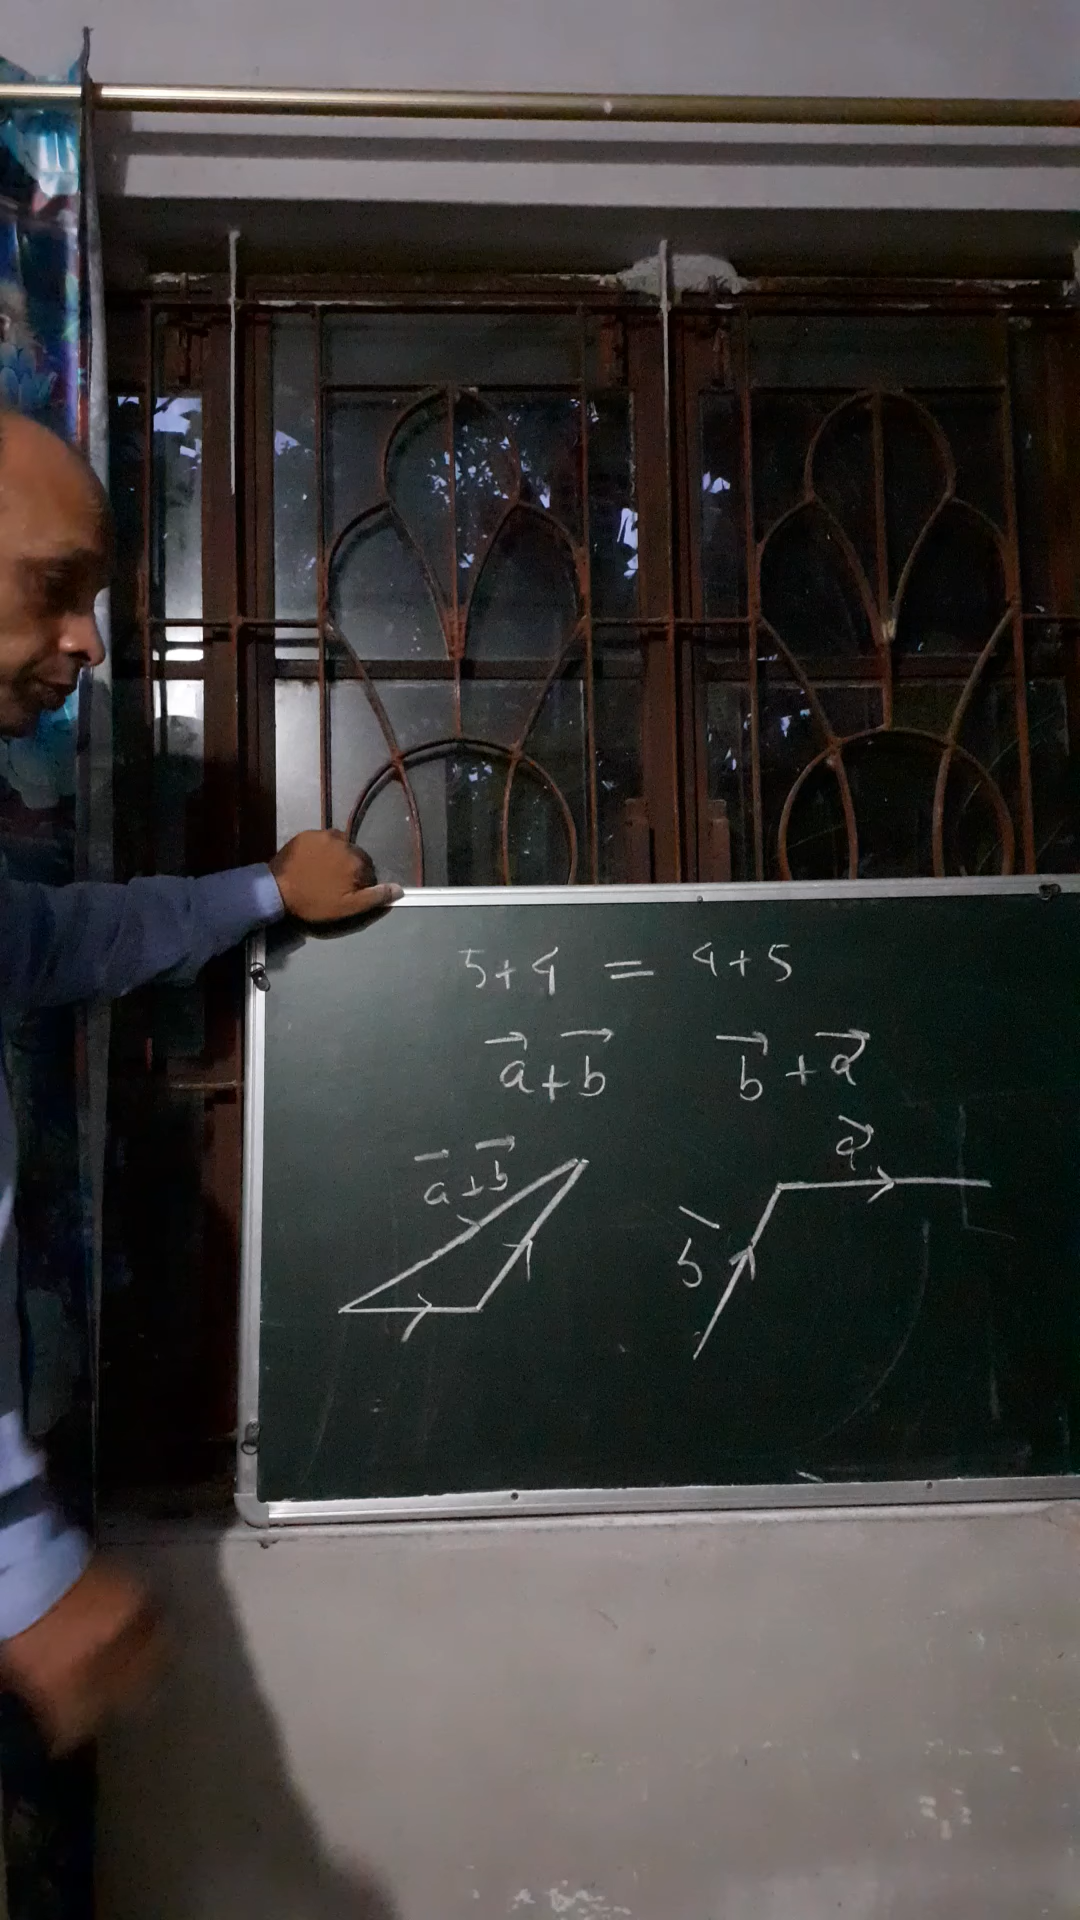 5+4 = 4+5
a⃗+b⃗ b⃗+a⃗
a⃗+b⃗
a⃗
b⃗